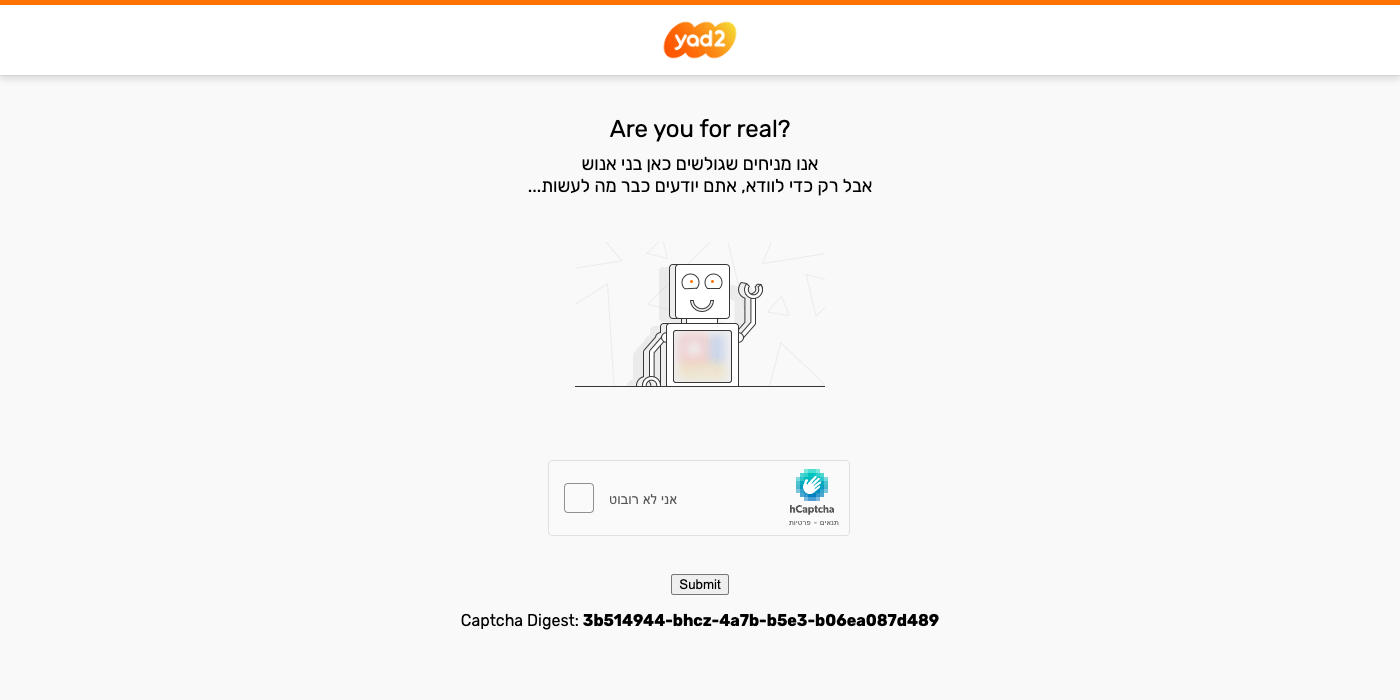 yad2
Are you for real?
אנו מניחים שגולשים כאן בני אנוש
אבל רק כדי לוודא, אתם יודעים כבר מה לעשות...
אני לא רובוט
hCaptcha
תנאים - פרטיות
Submit
Captcha Digest: 3b514944-bhcz-4a7b-b5e3-b06ea087d489